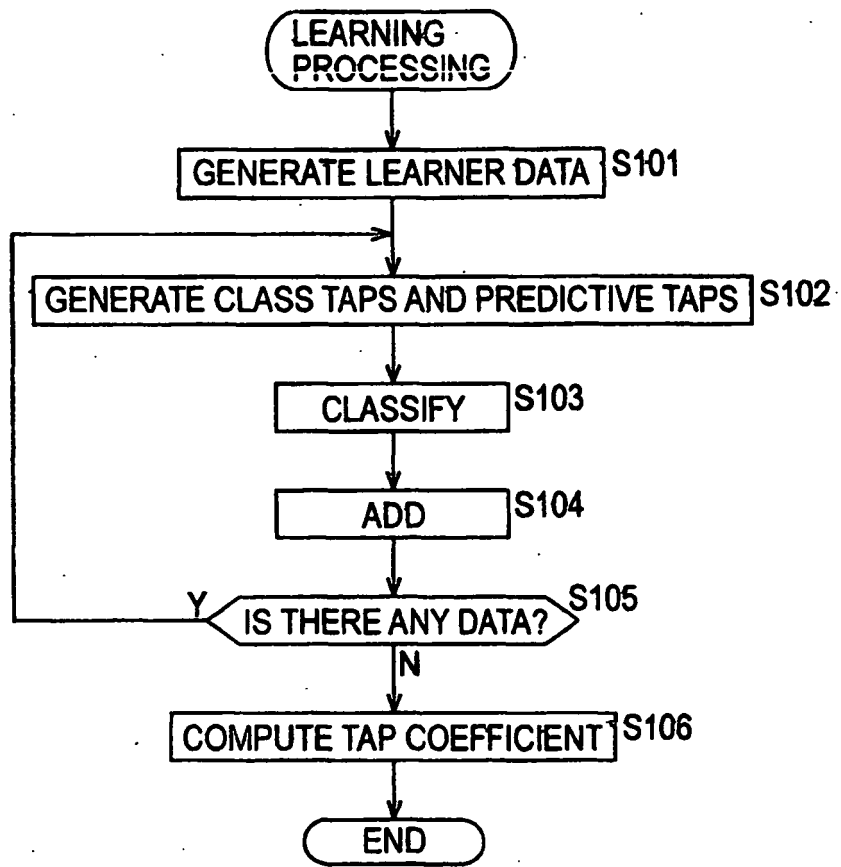 LEARNING
PROCESSING
GENERATE LEARNER DATA
S101
GENERATE CLASS TAPS AND PREDICTIVE TAPS
S102
CLASSIFY
S103
ADD
S104
IS THERE ANY DATA?
S105
Y
N
COMPUTE TAP COEFFICIENT
S106
END